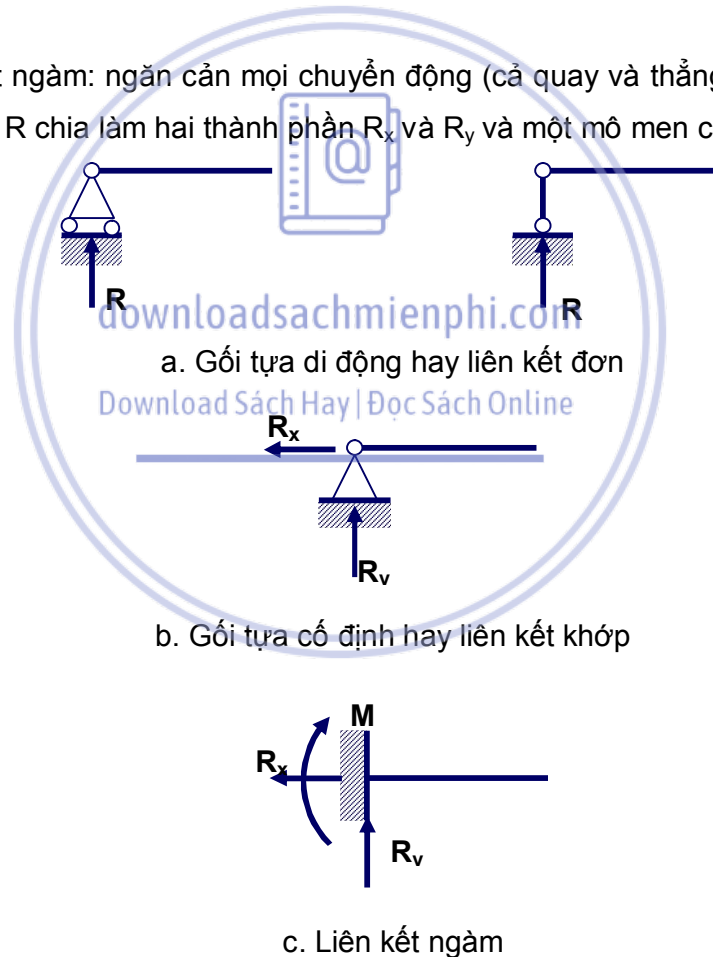 ngàm: ngăn cản mọi chuyển động (cả quay và thẳng
R chia làm hai thành phần Rx và Ry và một mô men
R
R
downloadsachmienphi.com
a. Gối tựa di động hay liên kết đơn
Download Sách Hay | Đọc Sách Online
Rx
Rv
b. Gối tựa cố định hay liên kết khớp
M
Rx
Rv
c. Liên kết ngàm